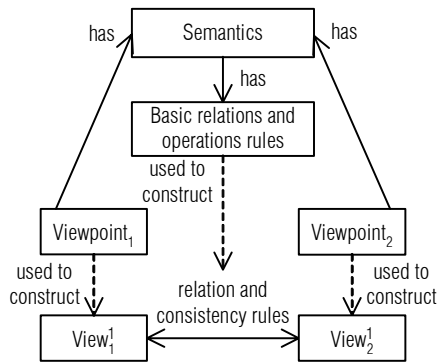 has
Semantics
has
has
Basic relations and
operations rules
used to
construct
Viewpoint₁
Viewpoint₂
used to
construct
used to
construct
relation and
consistency rules
View₁¹
View₂¹